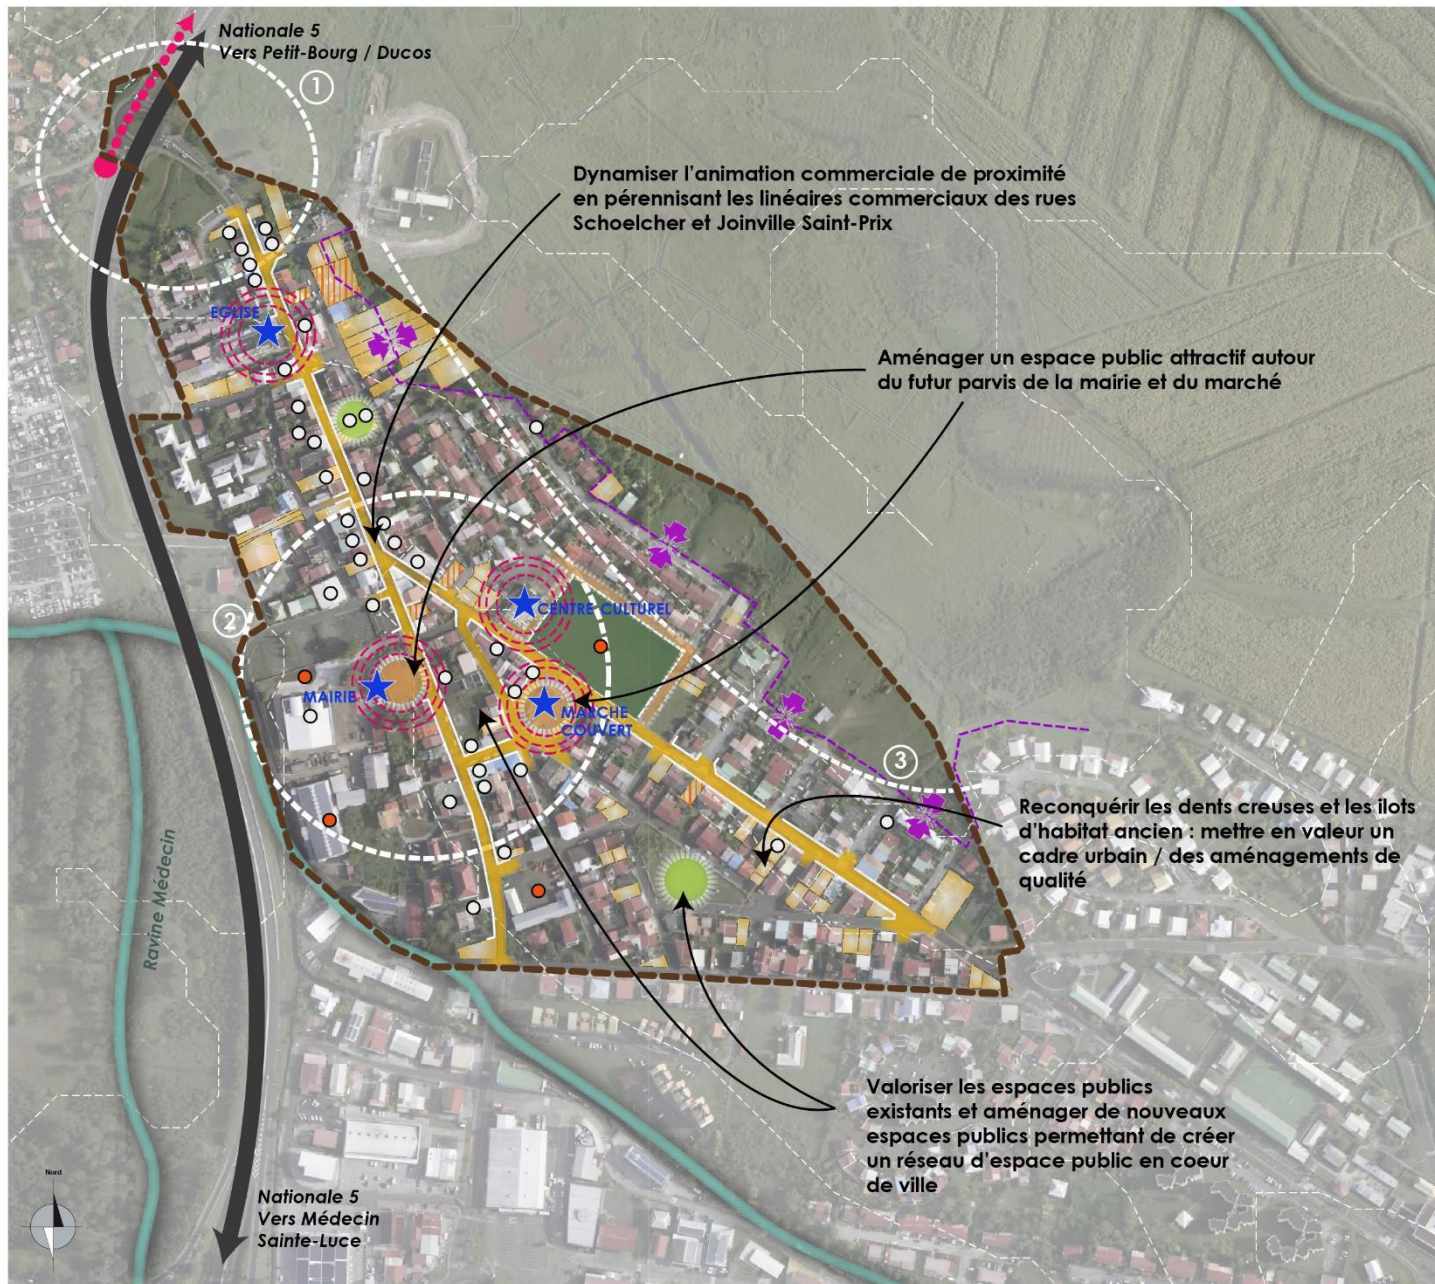 Nationale 5
Vers Petit-Bourg / Ducos
1
Dynamiser l'animation commerciale de proximité
en pérennisant les linéaires commerciaux des rues
Schoelcher et Joinville Saint-Prix
EGLISE
Aménager un espace public attractif autour
du futur parvis de la mairie et du marché
2
CENTRE CULTUREL
MAIRIE
MARCHE
COUVERT
3
Reconquérir les dents creuses et les ilots
d'habitat ancien : mettre en valeur un
cadre urbain / des aménagements de
qualité
Ravine Médecin
Valoriser les espaces publics
existants et aménager de nouveaux
espaces publics permettant de créer
un réseau d'espace public en coeur
de ville
Nord
Nationale 5
Vers Médecin
Sainte-Luce